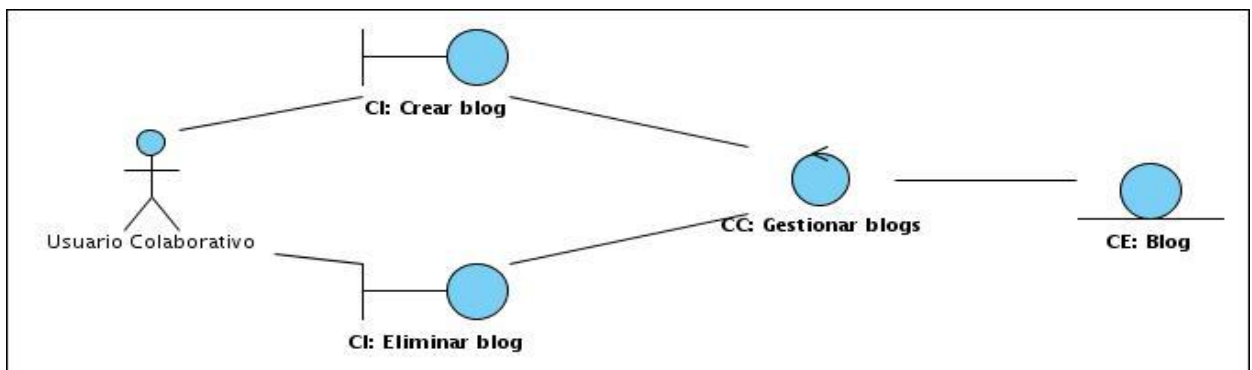 CI: Crear blog
Usuario Colaborativo
CC: Gestionar blogs
CE: Blog
CI: Eliminar blog